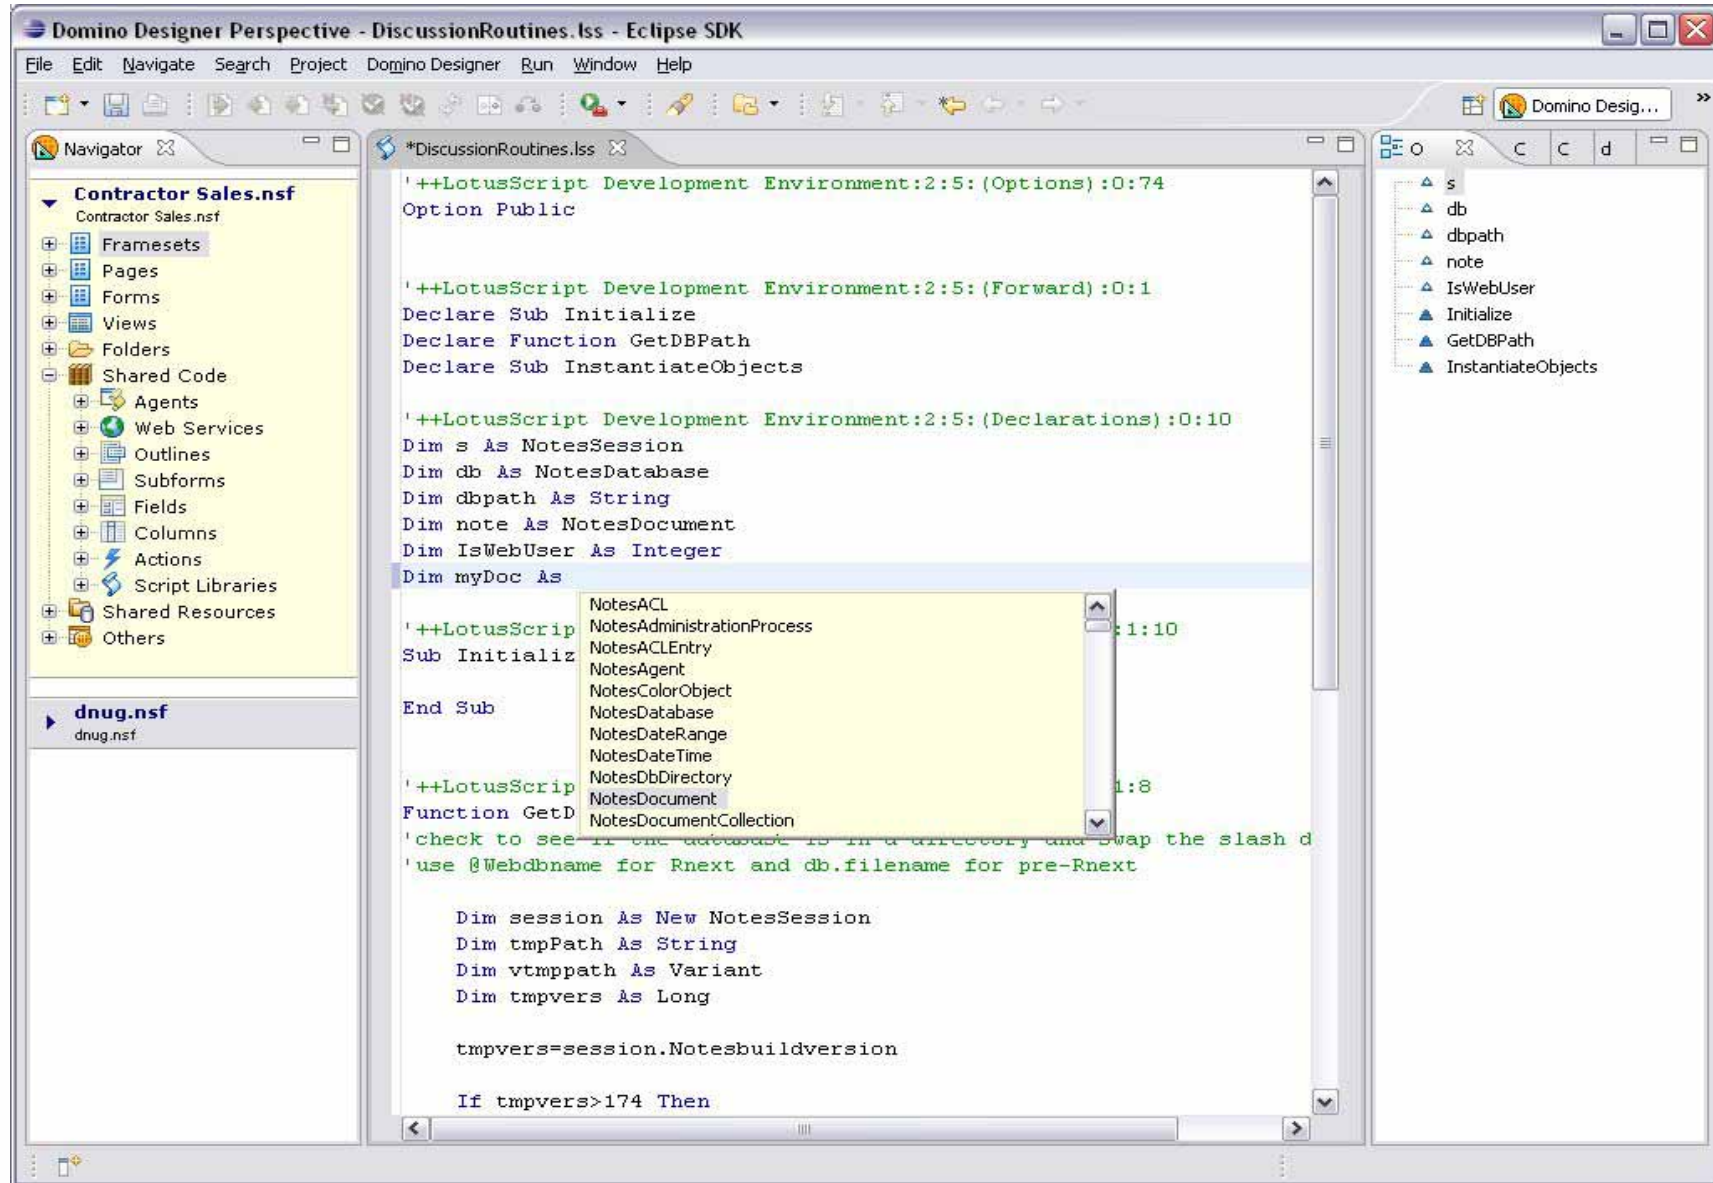 Domino Designer Perspective - DiscussionRoutines.lss - Eclipse SDK
File Edit Navigate Search Project Domino Designer Run Window Help
Domino Desig... »
Navigator
Contractor Sales.nsf
Contractor Sales.nsf
Framesets
Pages
Forms
Views
Folders
Shared Code
Agents
Web Services
Outlines
Subforms
Fields
Columns
Actions
Script Libraries
Shared Resources
Others
dnug.nsf
dnug.nsf
*DiscussionRoutines.lss
'++LotusScript Development Environment:2:5:(Options):0:74
Option Public
'++LotusScript Development Environment:2:5:(Forward):0:1
Declare Sub Initialize
Declare Function GetDBPath
Declare Sub InstantiateObjects
'++LotusScript Development Environment:2:5:(Declarations):0:10
Dim s As NotesSession
Dim db As NotesDatabase
Dim dbpath As String
Dim note As NotesDocument
Dim IsWebUser As Integer
Dim myDoc As
'++LotusScrip :1:10
Sub Initializ
End Sub
'++LotusScrip 1:8
Function GetD
NotesACL
NotesAdministrationProcess
NotesACLEntry
NotesAgent
NotesColorObject
NotesDatabase
NotesDateRange
NotesDateTime
NotesDbDirectory
NotesDocument
NotesDocumentCollection
'check to see if the database is in a directory and swap the slash d
'use @Webdbname for Rnext and db.filename for pre-Rnext
Dim session As New NotesSession
Dim tmpPath As String
Dim vtmppath As Variant
Dim tmpvers As Long
tmpvers=session.Notesbuildversion
If tmpvers>174 Then
O C C d
s
db
dbpath
note
IsWebUser
Initialize
GetDBPath
InstantiateObjects